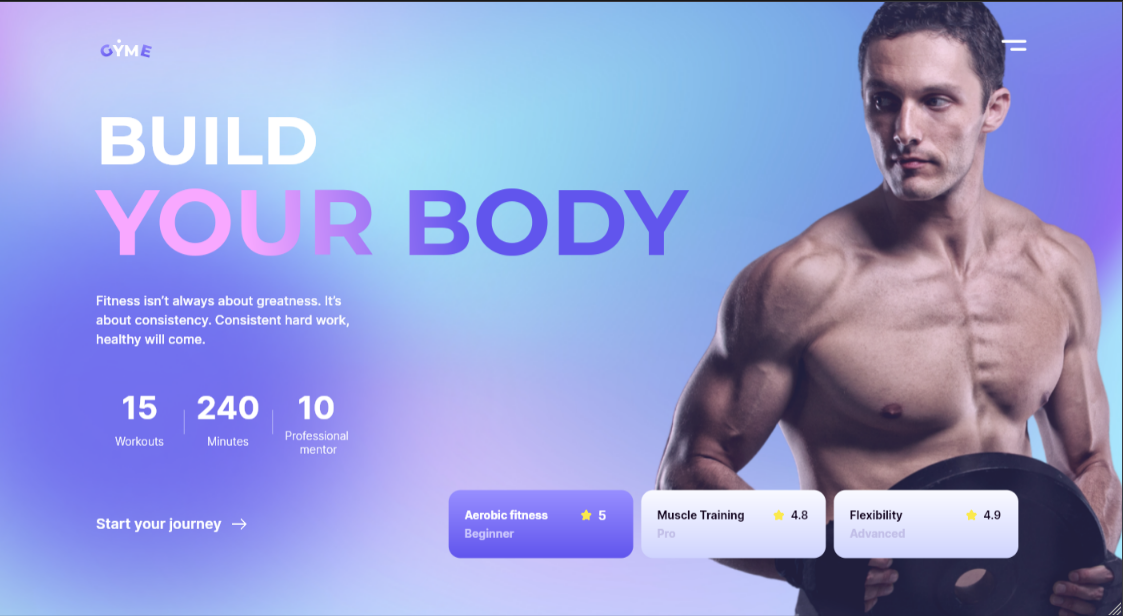 GYME
BUILD
YOUR BODY
Fitness isn't always about greatness. It's
about consistency. Consistent hard work,
healthy will come.
15
Workouts
240
Minutes
10
Professional
mentor
Start your journey
Aerobic fitness 5
Beginner
Muscle Training 4.8
Pro
Flexibility 4.9
Advanced